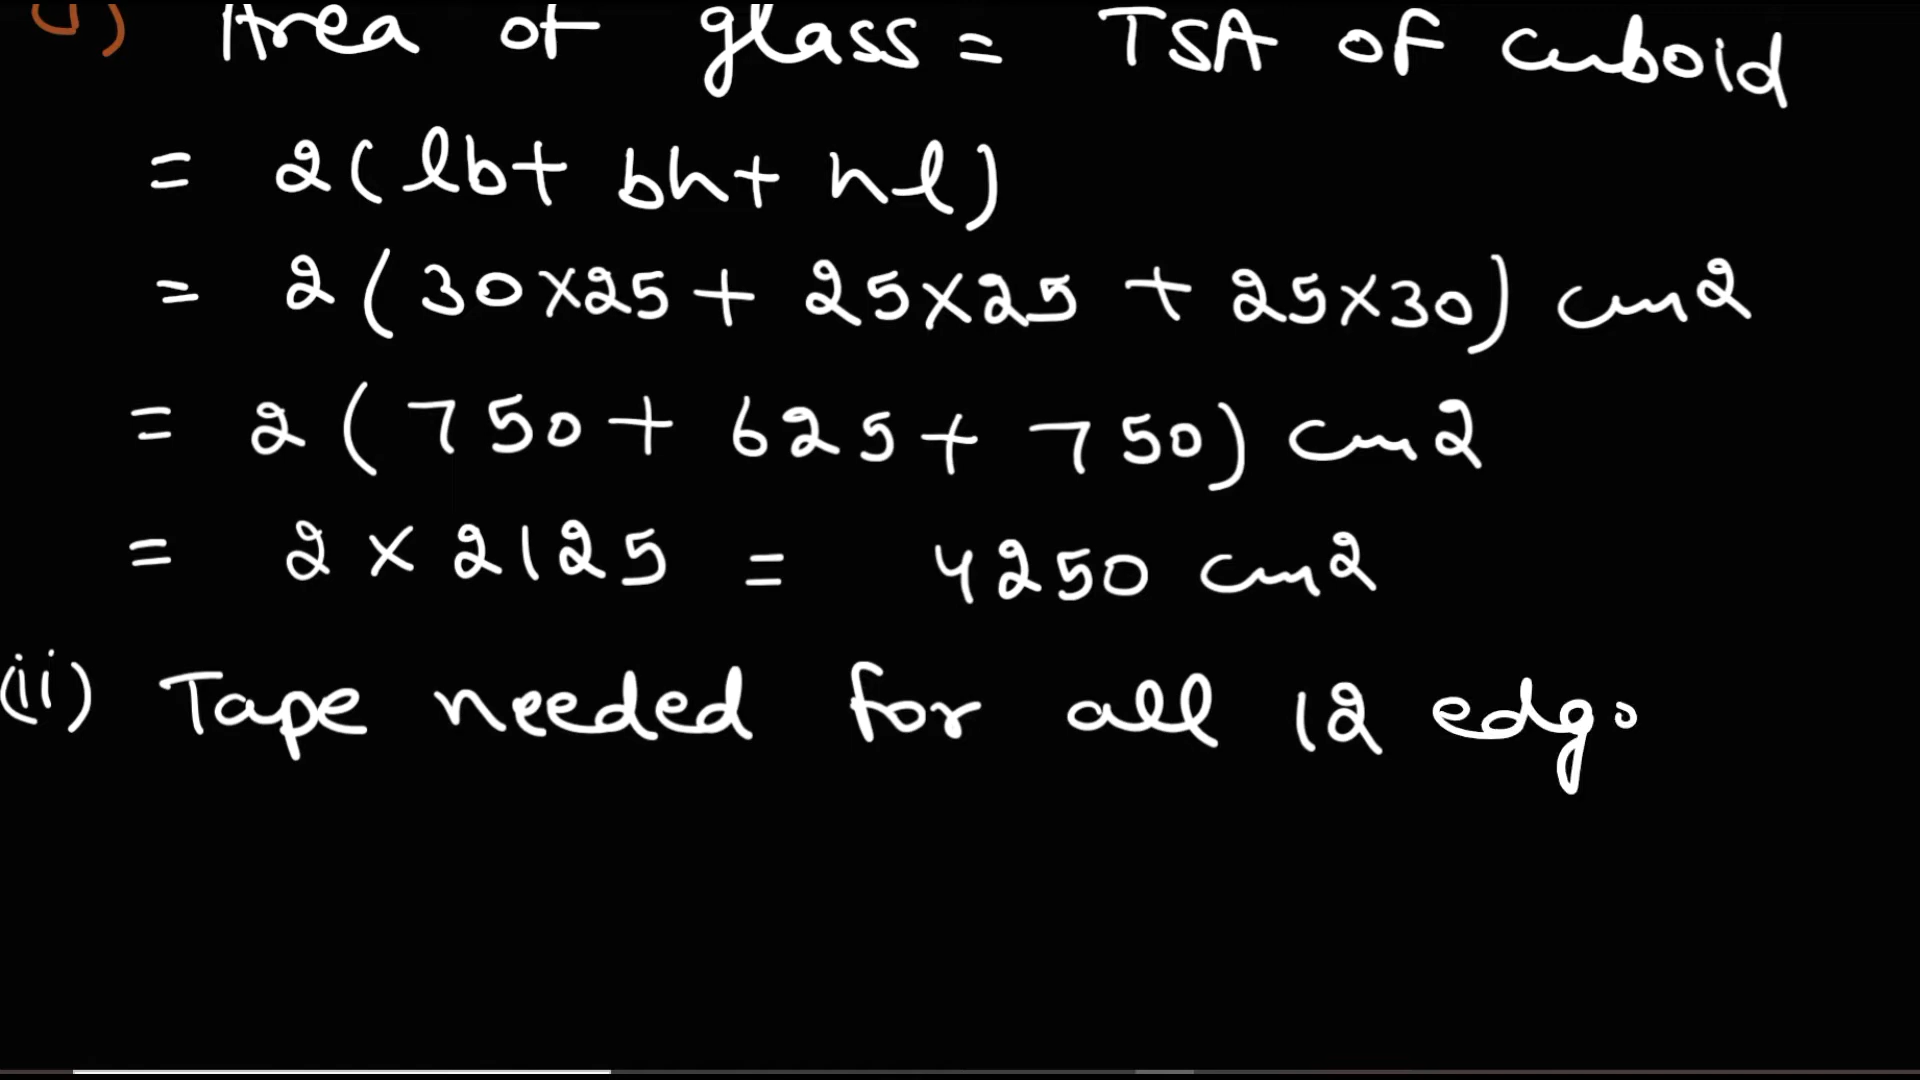 i) Area of glass = TSA of cuboid
= 2(lb+ bh+ hl)
= 2(30×25+ 25×25 + 25×30) cm2
= 2(750+ 625+ 750) cm2
= 2×2125 = 4250 cm2
(ii) Tape needed for all 12 edge